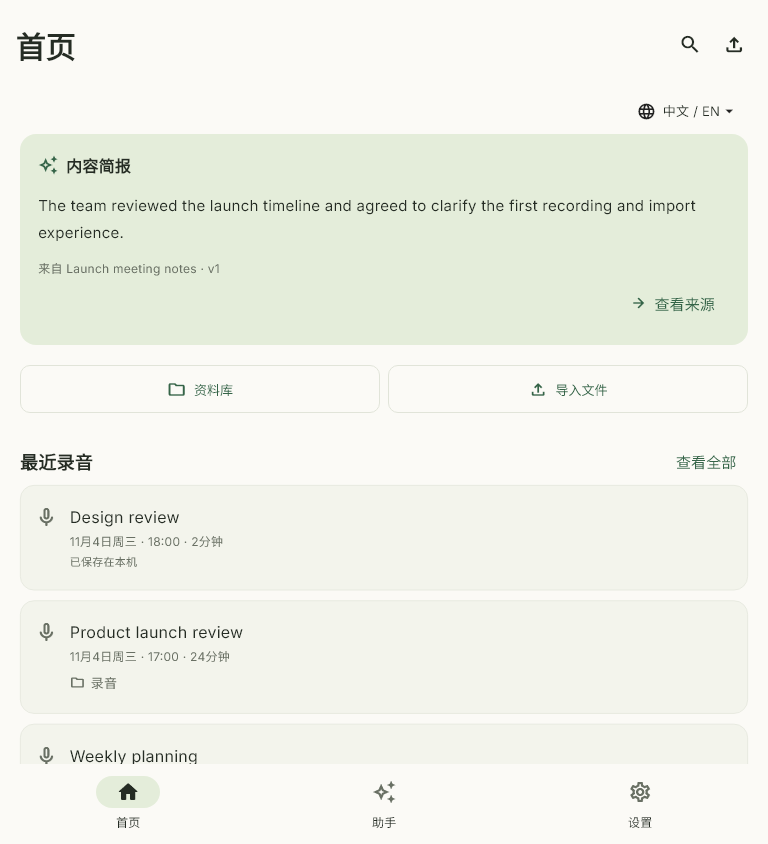 首页
中文 / EN
内容简报
The team reviewed the launch timeline and agreed to clarify the first recording and import
experience.
来自 Launch meeting notes · v1
查看来源
资料库
导入文件
最近录音
查看全部
Design review
11月4日周三 · 18:00 · 2分钟
已保存在本机
Product launch review
11月4日周三 · 17:00 · 24分钟
录音
Weekly planning
首页
助手
设置